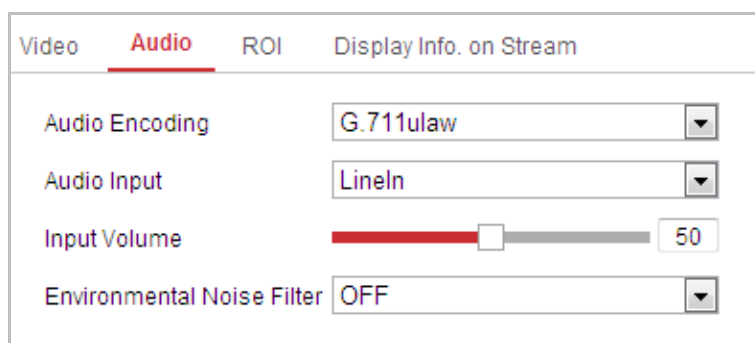 Video Audio ROI Display Info. on Stream
Audio Encoding G.711ulaw
Audio Input LineIn
Input Volume 50
Environmental Noise Filter OFF